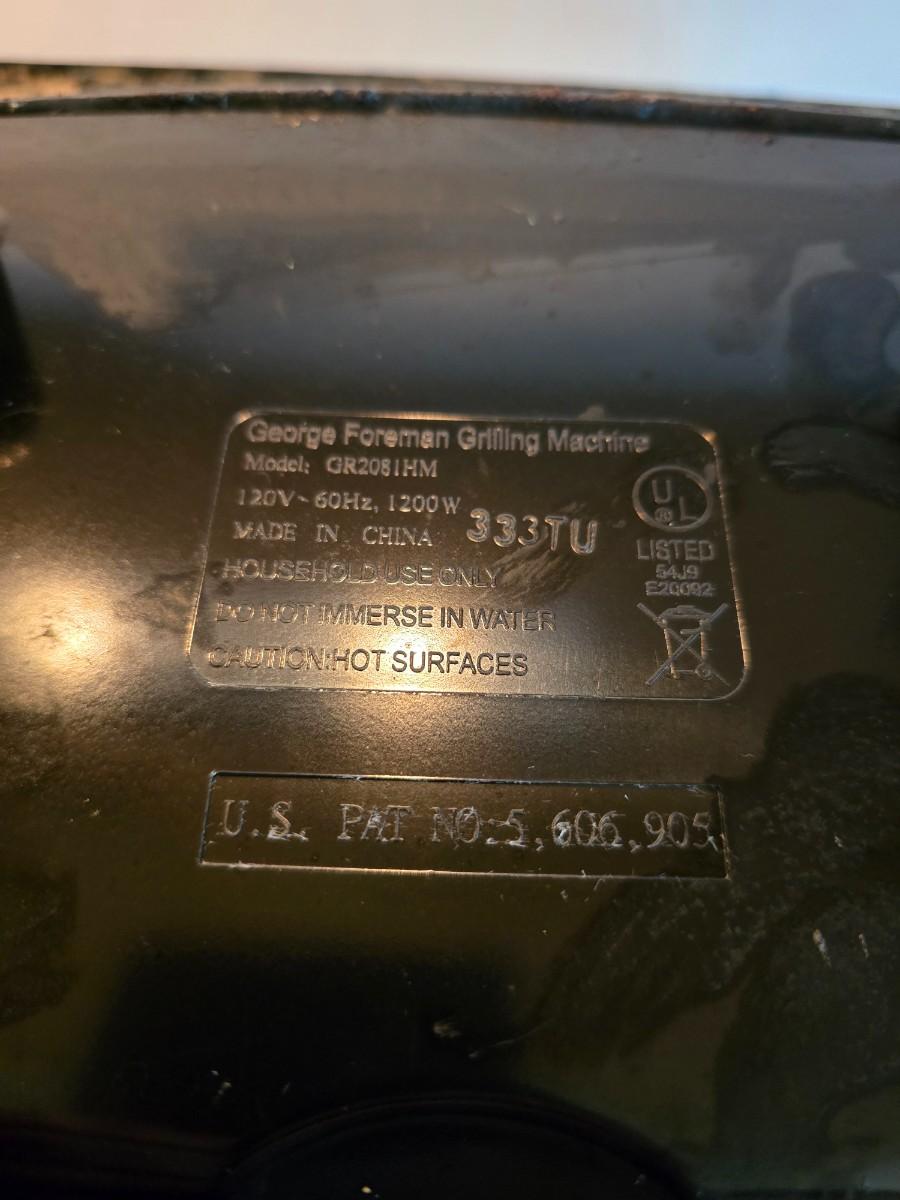 George Foreman Grilling Machine
Model: GR2081HM
120V~60Hz, 1200W
MADE IN CHINA
333TU
HOUSEHOLD USE ONLY
DO NOT IMMERSE IN WATER
CAUTION:HOT SURFACES
UL
®
LISTED
54J9
E20092
U.S. PAT NO:5,606,905